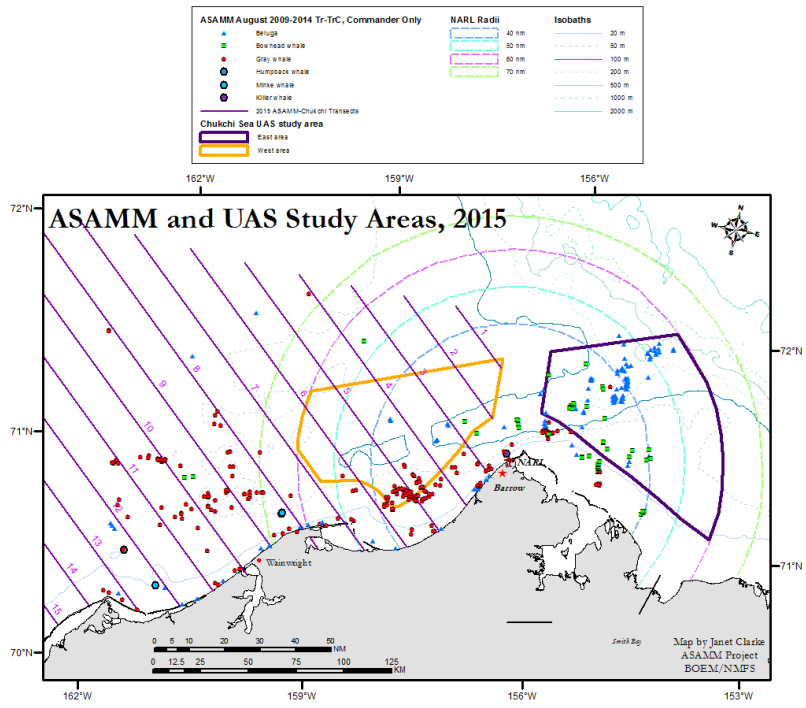 ASAMM August 2009-2014 Tr-TrC, Commander Only
Beluga
Bowhead whale
Gray whale
Humpback whale
Minke whale
Killer whale
2015 ASAMM-Chukchi Transects
Chukchi Sea UAS study area
East area
West area
NARL Radii
40 nm
50 nm
60 nm
70 nm
Isobaths
20 m
50 m
100 m
200 m
500 m
1000 m
2000 m
162°W 159°W 156°W
72°N
ASAMM and UAS Study Areas, 2015
N
W E
S
72°N
1
2
3
4
5
6
7
8
9
10
11
12
13
14
15
71°N
NARL
Barrow
Wainwright
71°N
0 5 10 20 30 40 50
NM
0 12.5 25 50 75 100 125
KM
Smith Bay
Map by Janet Clarke
ASAMM Project
BOEM/NMFS
70°N
162°W 159°W 156°W 153°W